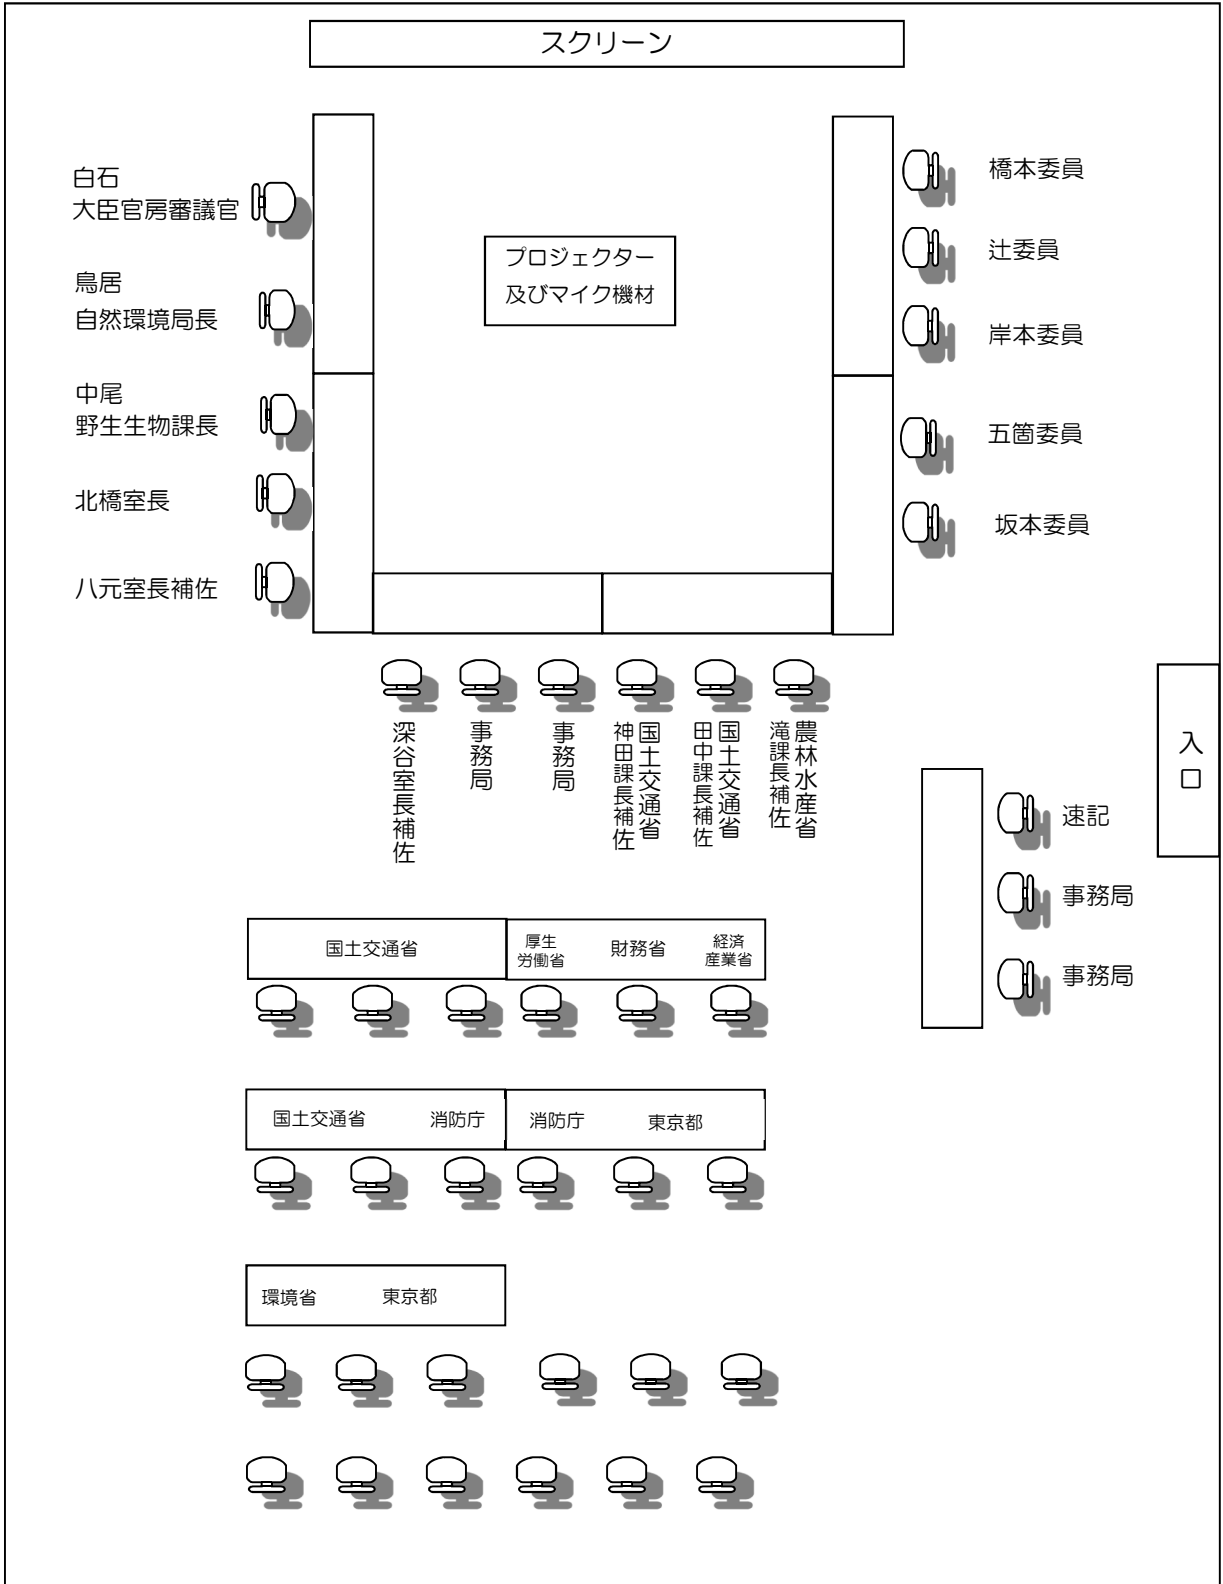 スクリーン
白石
大臣官房審議官
鳥居
自然環境局長
中尾
野生生物課長
北橋室長
八元室長補佐
プロジェクター
及びマイク機材
橋本委員
辻委員
岸本委員
五箇委員
坂本委員
深谷室長補佐
事務局
事務局
国土交通省
神田課長補佐
国土交通省
田中課長補佐
農林水産省
滝課長補佐
入口
速記
事務局
事務局
国土交通省
厚生
労働省
財務省
経済
産業省
国土交通省
消防庁
消防庁
東京都
環境省
東京都